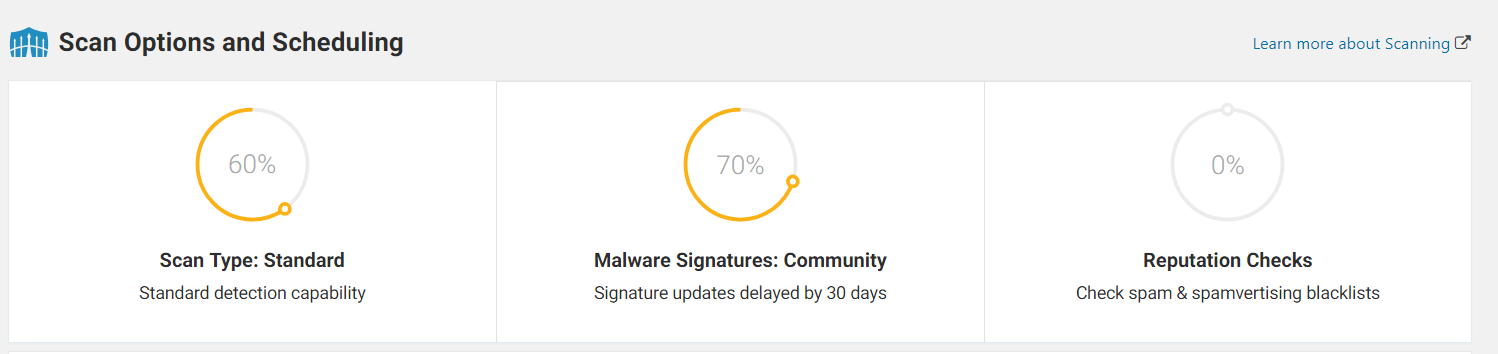 Scan Options and Scheduling
Learn more about Scanning
60%
70%
0%
Scan Type: Standard
Malware Signatures: Community
Reputation Checks
Standard detection capability
Signature updates delayed by 30 days
Check spam & spamvertising blacklists